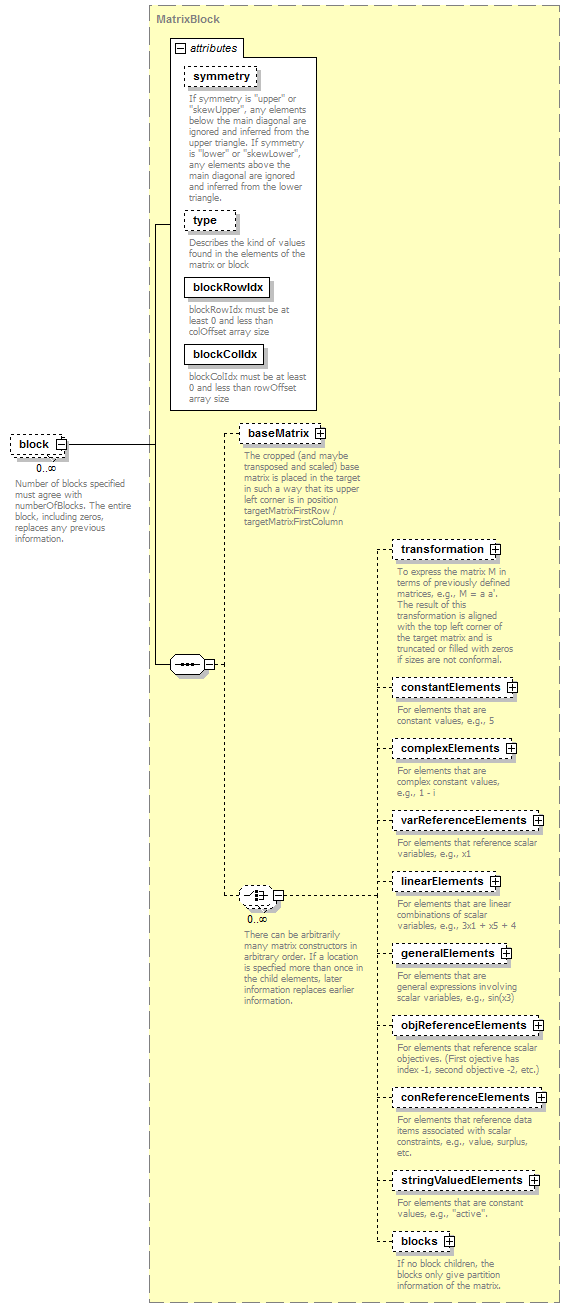 MatrixBlock
attributes
symmetry
If symmetry is "upper" or
"skewUpper", any elements
below the main diagonal are
ignored and inferred from the
upper triangle. If symmetry
is "lower" or "skewLower",
any elements above the
main diagonal are ignored
and inferred from the lower
triangle.
type
Describes the kind of values
found in the elements of the
matrix or block
blockRowIdx
blockRowIdx must be at
least 0 and less than
colOffset array size
blockColIdx
blockColIdx must be at least
0 and less than rowOffset
array size
block
0..∞
Number of blocks specified
must agree with
numberOfBlocks. The entire
block, including zeros,
replaces any previous
information.
baseMatrix
The cropped (and maybe
transposed and scaled) base
matrix is placed in the target
in such a way that its upper
left corner is in position
targetMatrixFirstRow /
targetMatrixFirstColumn
0..∞
There can be arbitrarily
many matrix constructors in
arbitrary order. If a location
is specfied more than once in
the child elements, later
information replaces earlier
information.
transformation
To express the matrix M in
terms of previously defined
matrices, e.g., M = a a'.
The result of this
transformation is aligned
with the top left corner of
the target matrix and is
truncated or filled with zeros
if sizes are not conformal.
constantElements
For elements that are
constant values, e.g., 5
complexElements
For elements that are
complex constant values,
e.g., 1 - i
varReferenceElements
For elements that reference scalar
variables, e.g., x1
linearElements
For elements that are linear
combinations of scalar
variables, e.g., 3x1 + x5 + 4
generalElements
For elements that are
general expressions involving
scalar variables, e.g., sin(x3)
objReferenceElements
For elements that reference scalar
objectives. (First ojective has
index -1, second objective -2, etc.)
conReferenceElements
For elements that reference data
items associated with scalar
constraints, e.g., value, surplus,
etc.
stringValuedElements
For elements that are constant
values, e.g., "active".
blocks
If no block children, the
blocks only give partition
information of the matrix.